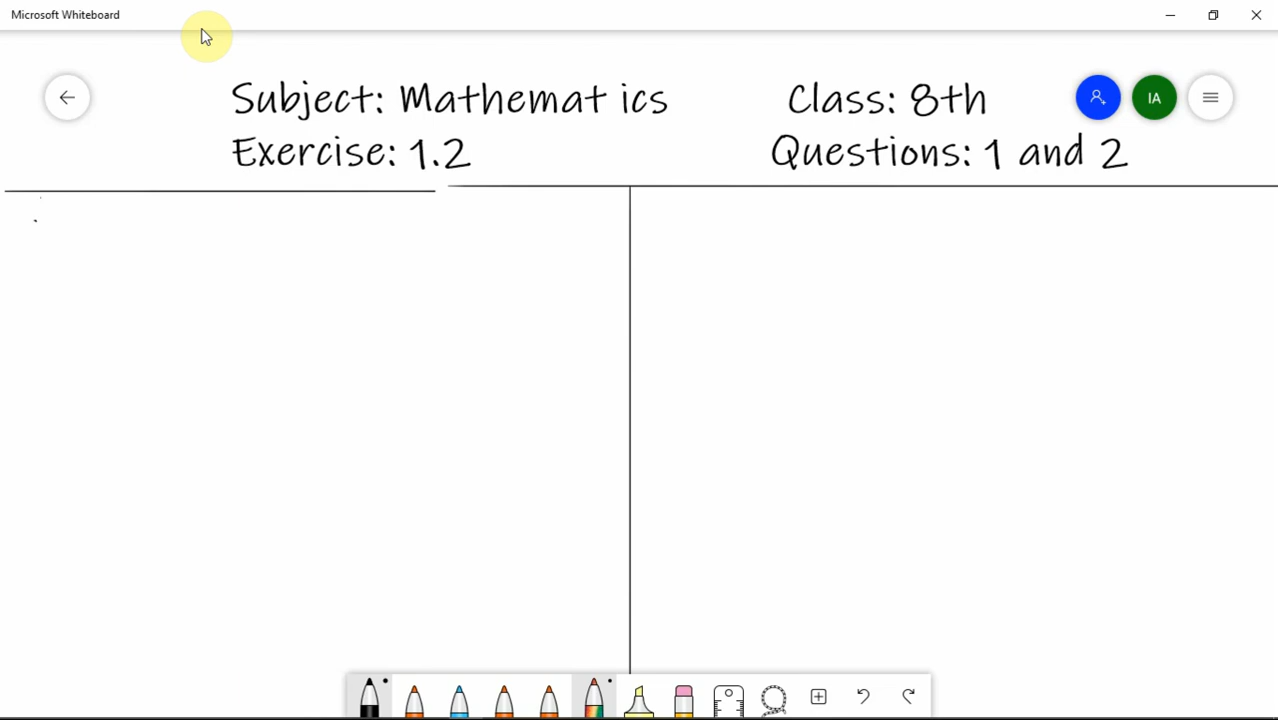 Microsoft Whiteboard
Subject: Mathemat ics Class: 8th
IA
Exercise: 1.2 Questions: 1 and 2